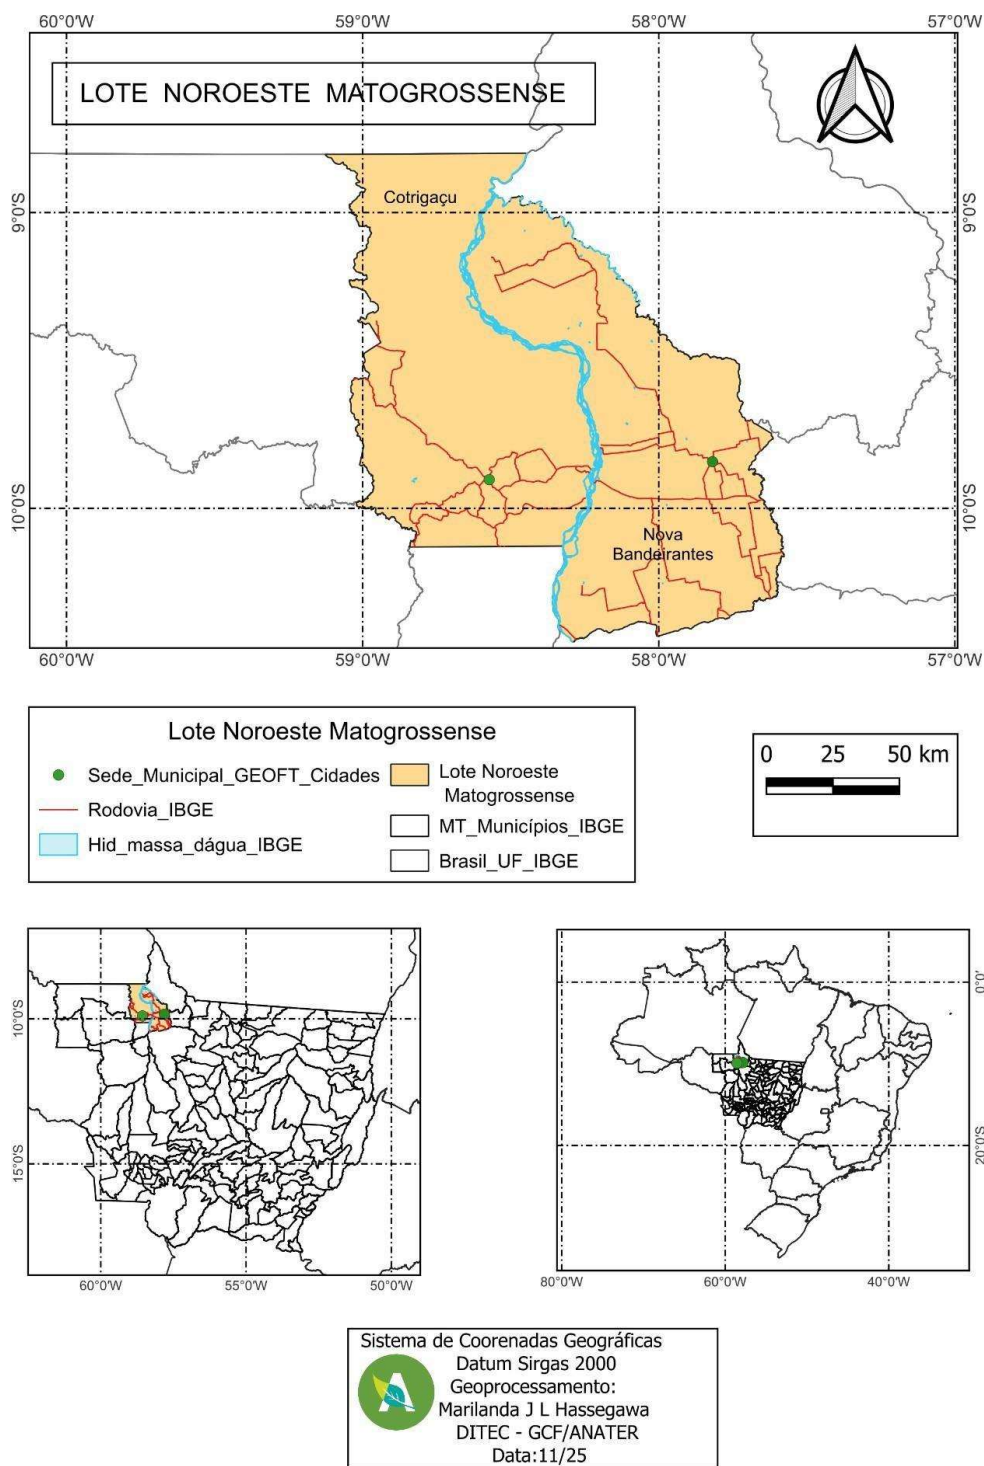 60°0'W 59°0'W 58°0'W 57°0'W
LOTE NOROESTE MATOGROSSENSE
Cotrigaçu
9°0'S 9°0'S
10°0'S 10°0'S
Nova
Bandeirantes
60°0'W 59°0'W 58°0'W 57°0'W
Lote Noroeste Matogrossense
Sede_Municipal_GEOFT_Cidades
Rodovia_IBGE
Hid_massa_dágua_IBGE
Lote Noroeste
Matogrossense
MT_Municípios_IBGE
Brasil_UF_IBGE
0 25 50 km
10°0'S
15°0'S
60°0'W 55°0'W 50°0'W
0°0'
20°0'S
80°0'W 60°0'W 40°0'W
Sistema de Coorenadas Geográficas
Datum Sirgas 2000
Geoprocessamento:
Marilanda J L Hassegawa
DITEC - GCF/ANATER
Data:11/25
A